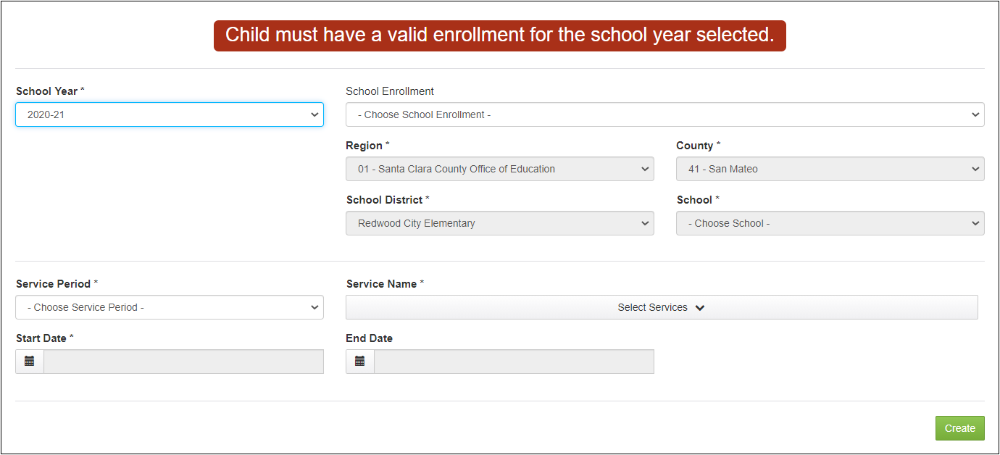 Child must have a valid enrollment for the school year selected.
School Year *
School Enrollment
2020-21
- Choose School Enrollment -
Region *
County *
01 - Santa Clara County Office of Education
41 - San Mateo
School District *
School *
Redwood City Elementary
- Choose School -
Service Period *
Service Name *
- Choose Service Period -
Select Services
Start Date *
End Date
Create